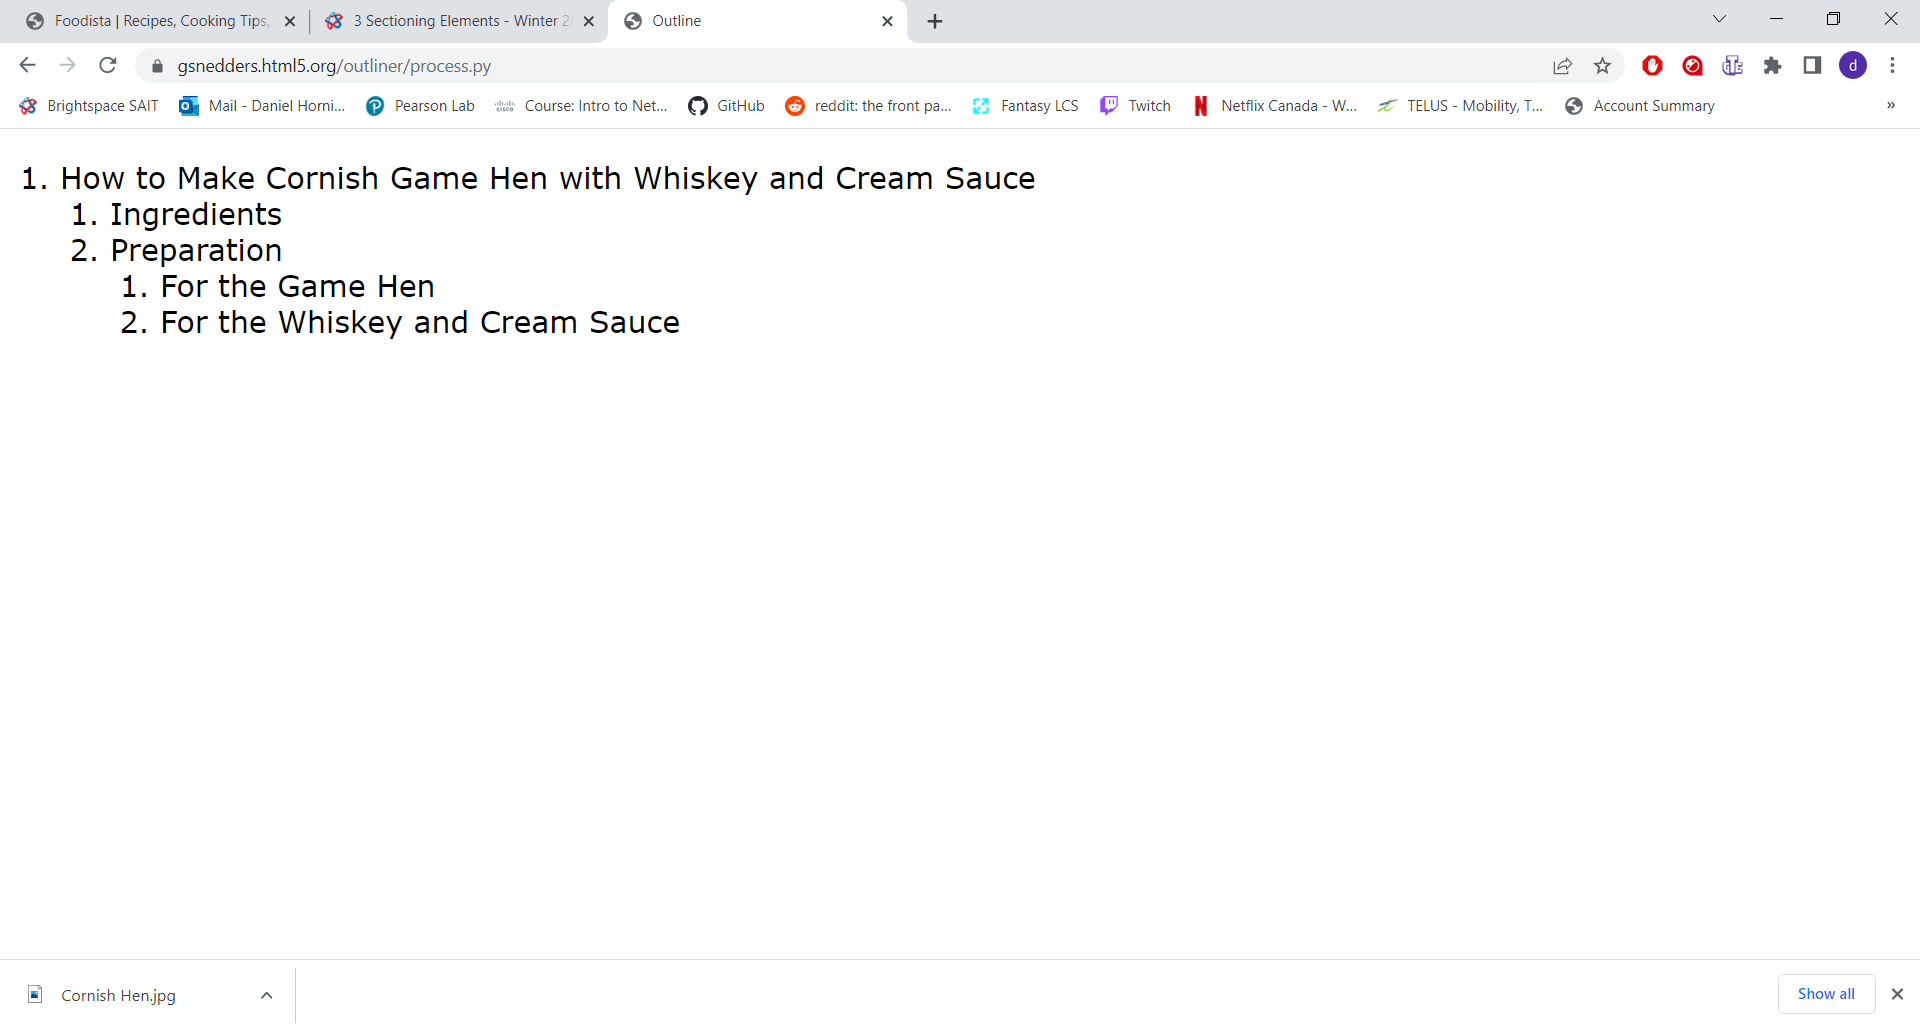 Foodista | Recipes, Cooking Tips,
3 Sectioning Elements - Winter 2
Outline
gsnedders.html5.org/outliner/process.py
d
Brightspace SAIT
Mail - Daniel Horni...
Pearson Lab
Course: Intro to Net...
GitHub
reddit: the front pa...
Fantasy LCS
Twitch
Netflix Canada - W...
TELUS - Mobility, T...
Account Summary
»
1. How to Make Cornish Game Hen with Whiskey and Cream Sauce
1. Ingredients
2. Preparation
1. For the Game Hen
2. For the Whiskey and Cream Sauce
Cornish Hen.jpg
Show all